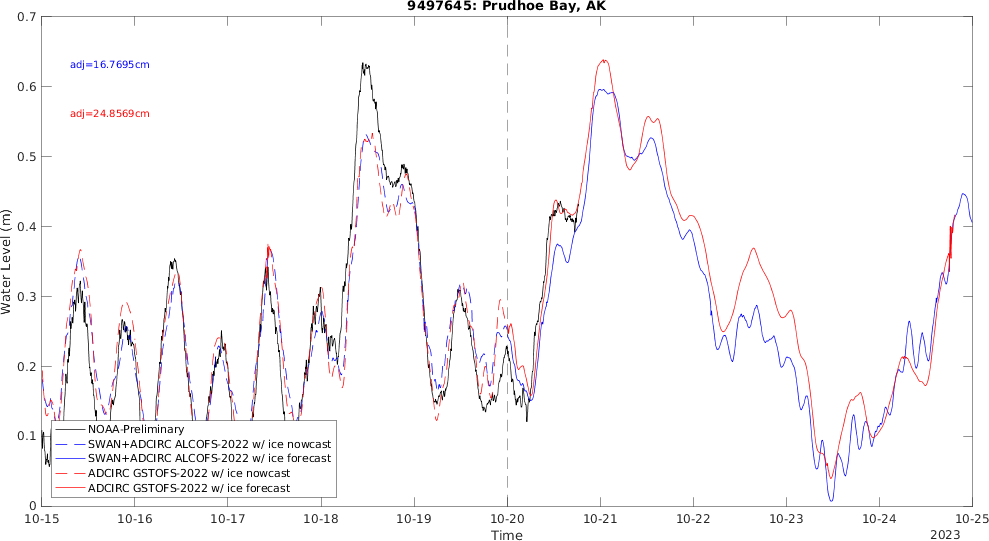 9497645: Prudhoe Bay, AK
adj=16.7695cm
adj=24.8569cm
Water Level (m)
0.7
0.6
0.5
0.4
0.3
0.2
0.1
0
NOAA-Preliminary
SWAN+ADCIRC ALCOFS-2022 w/ ice nowcast
SWAN+ADCIRC ALCOFS-2022 w/ ice forecast
ADCIRC GSTOFS-2022 w/ ice nowcast
ADCIRC GSTOFS-2022 w/ ice forecast
10-15 10-16 10-17 10-18 10-19 10-20 10-21 10-22 10-23 10-24 10-25
Time
2023